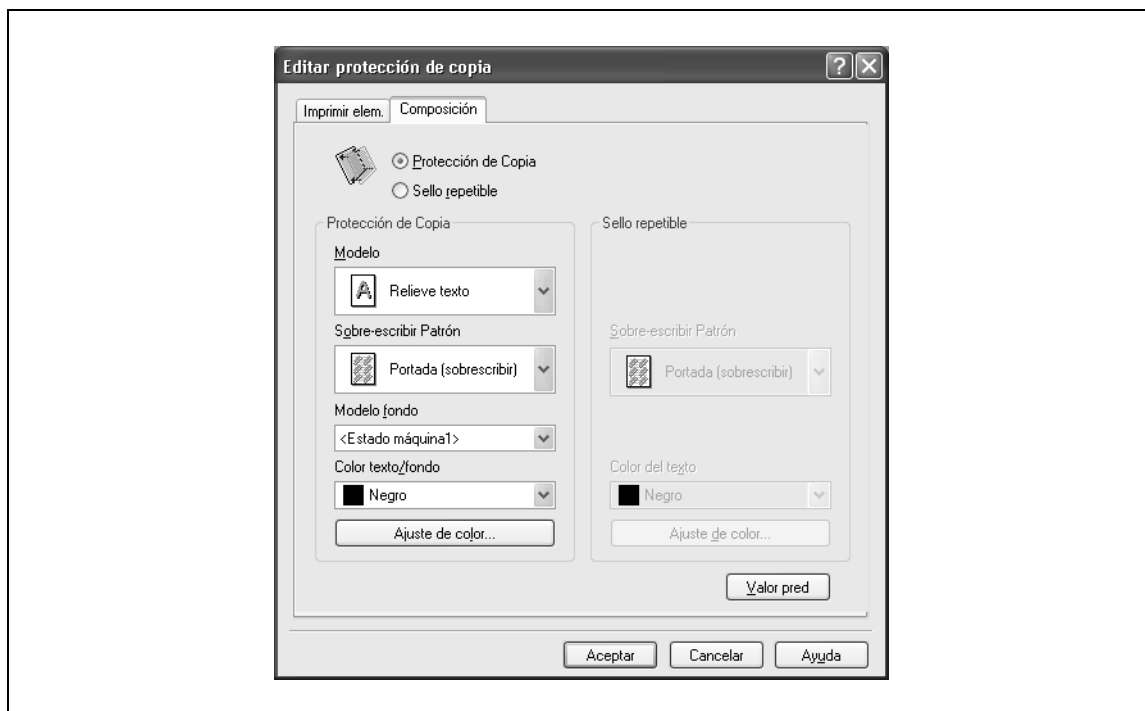 Editar protección de copia
Imprimir elem.
Composición
Protección de Copia
Sello repetible
Protección de Copia
Modelo
A Relieve texto
Sobre-escribir Patrón
Portada (sobrescribir)
Modelo fondo
<Estado máquina1>
Color texto/fondo
Negro
Ajuste de color...
Sello repetible
Sobre-escribir Patrón
Portada (sobrescribir)
Color del texto
Negro
Ajuste de color...
Valor pred
Aceptar
Cancelar
Ayuda